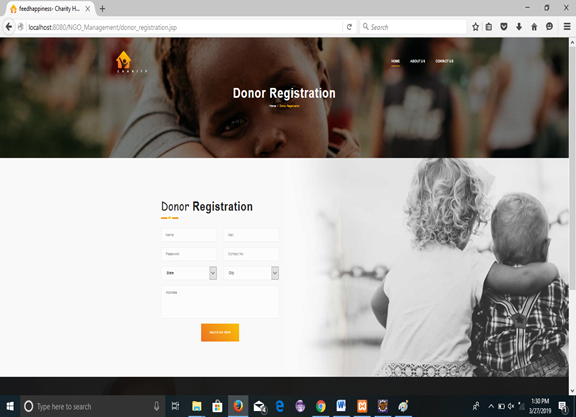 feedhappiness- Charity H...
localhost:8080/NGO_Management/donor_registration.jsp
Search
CHARITY
HOME
ABOUT US
CONTACT US
Donor Registration
Home
Donor Registration
Donor Registration
Name
Password
Contact No
State
City
Address
Type here to search
1:30 PM
3/27/2019